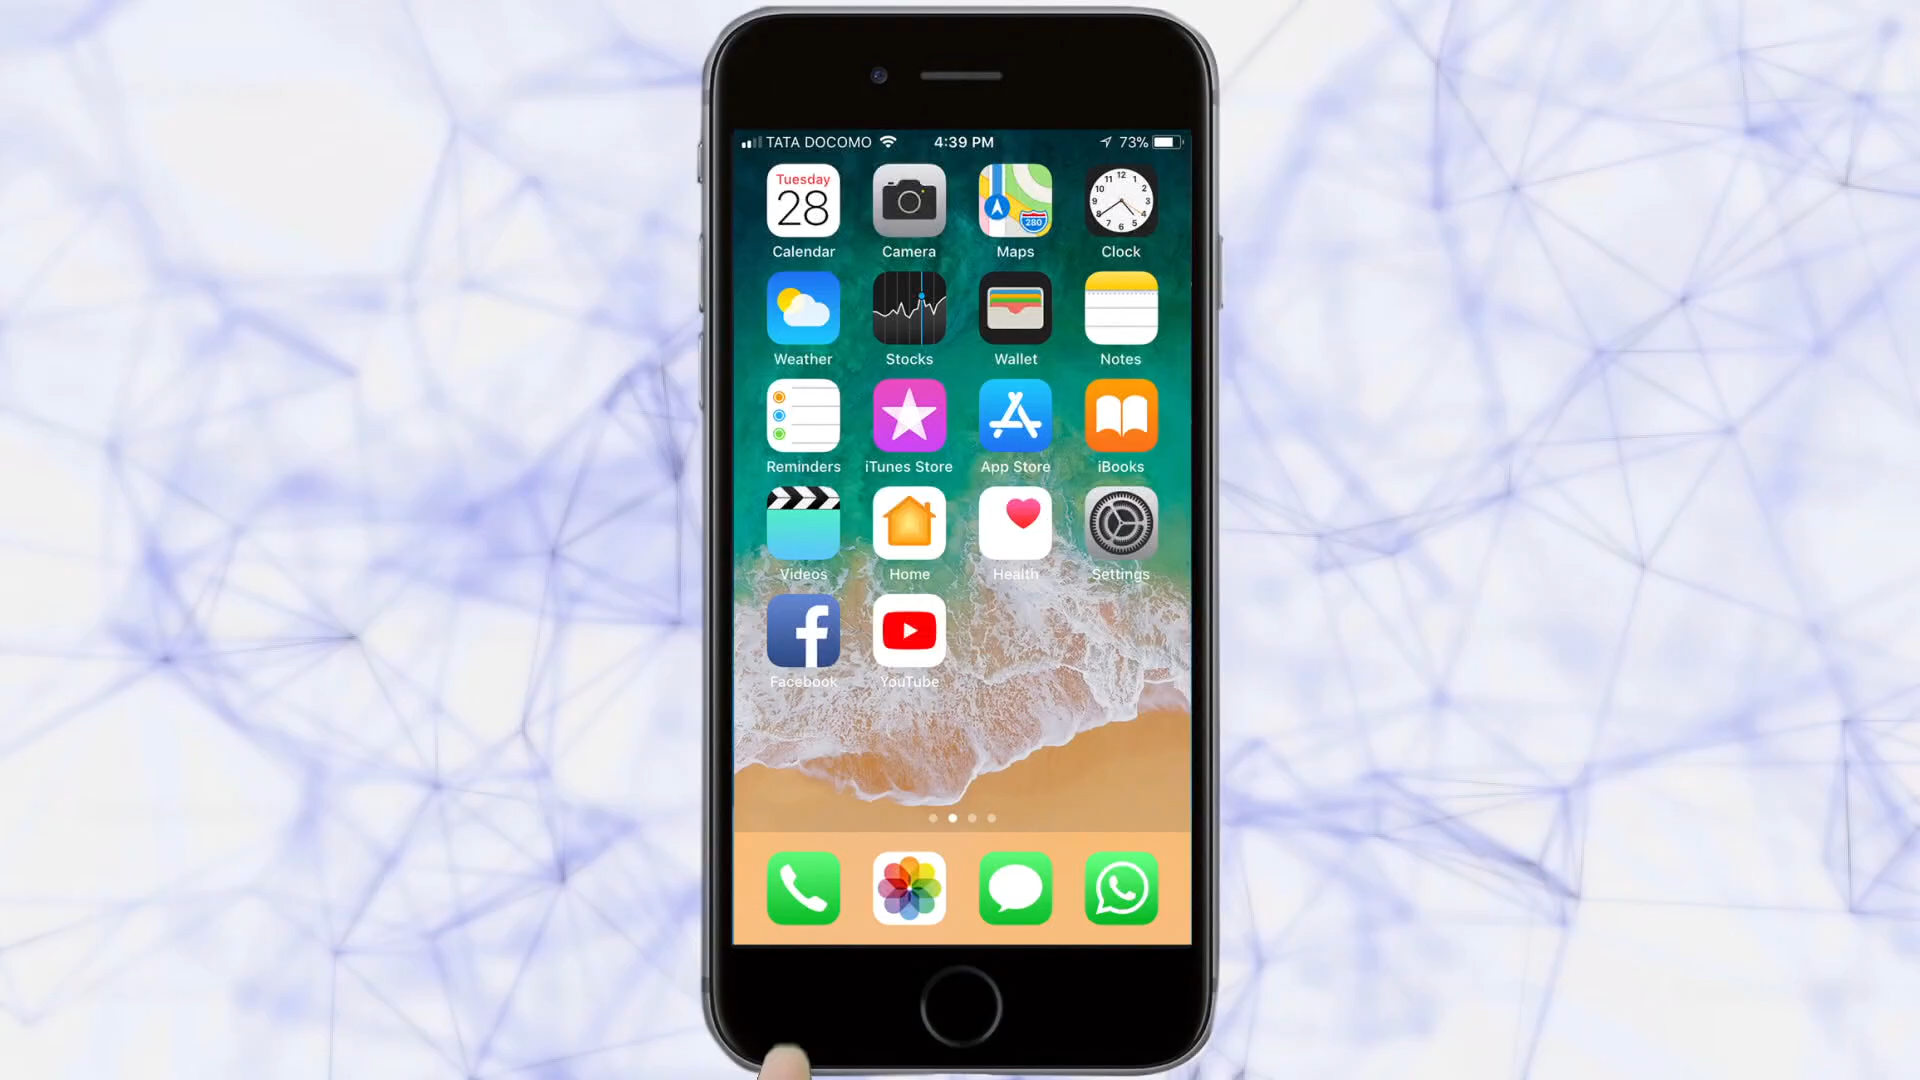 TATA DOCOMO 4:39 PM 73%
Tuesday
28
280
Calendar Camera Maps Clock
Weather Stocks Wallet Notes
Reminders iTunes Store App Store iBooks
Videos Home Health Settings
Facebook YouTube